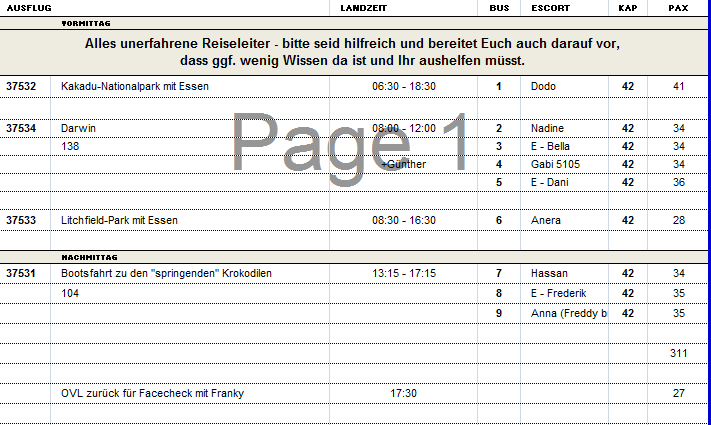 AUSFLUG LANDZEIT BUS ESCORT KAP PAX
VORMITTAG
Alles unerfahrene Reiseleiter - bitte seid hilfreich und bereitet Euch auch darauf vor,
dass ggf. wenig Wissen da ist und Ihr aushelfen müsst.
37532 Kakadu-Nationalpark mit Essen 06:30 - 18:30 1 Dodo 42 41
Page 1
37534 Darwin 08:00 - 12:00 2 Nadine 42 34
138 3 E - Bella 42 34
+Günther 4 Gabi 5105 42 34
5 E - Dani 42 36
37533 Litchfield-Park mit Essen 08:30 - 16:30 6 Anera 42 28
NACHMITTAG
37531 Bootsfahrt zu den "springenden" Krokodilen 13:15 - 17:15 7 Hassan 42 34
104 8 E - Frederik 42 35
9 Anna (Freddy b 42 35
311
OVL zurück für Facecheck mit Franky 17:30 27